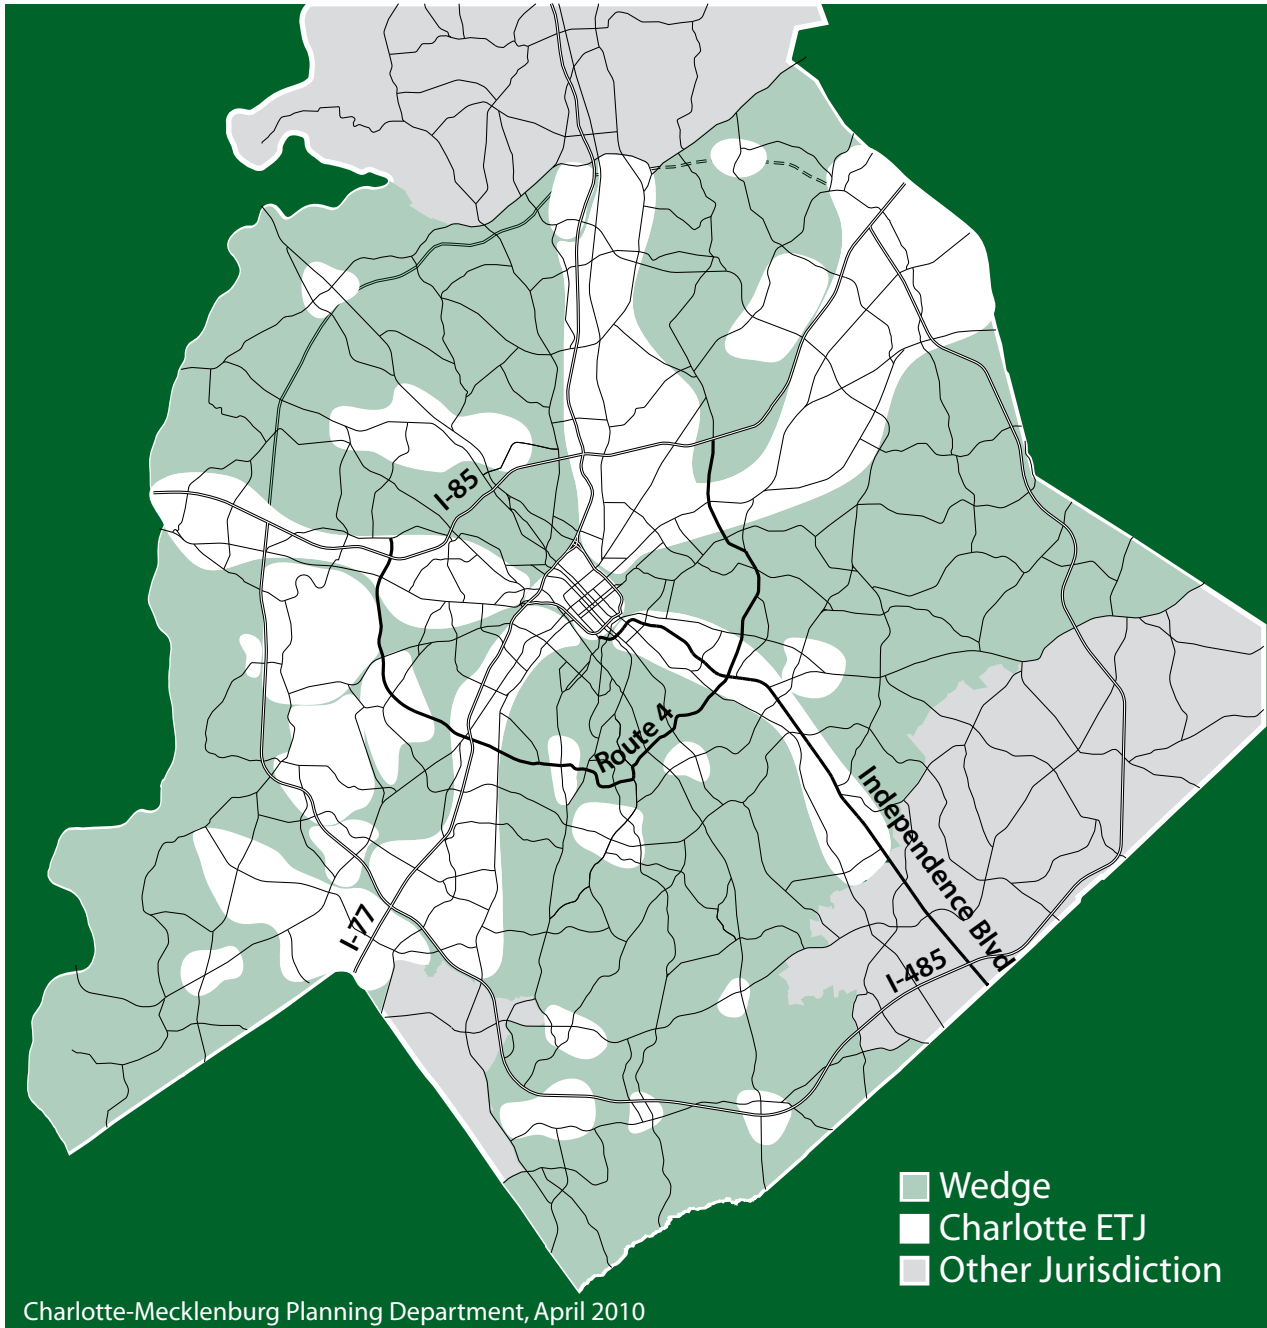 I-85
Route 4
Independence Blvd
I-77
I-485
Wedge
Charlotte ETJ
Other Jurisdiction
Charlotte-Mecklenburg Planning Department, April 2010